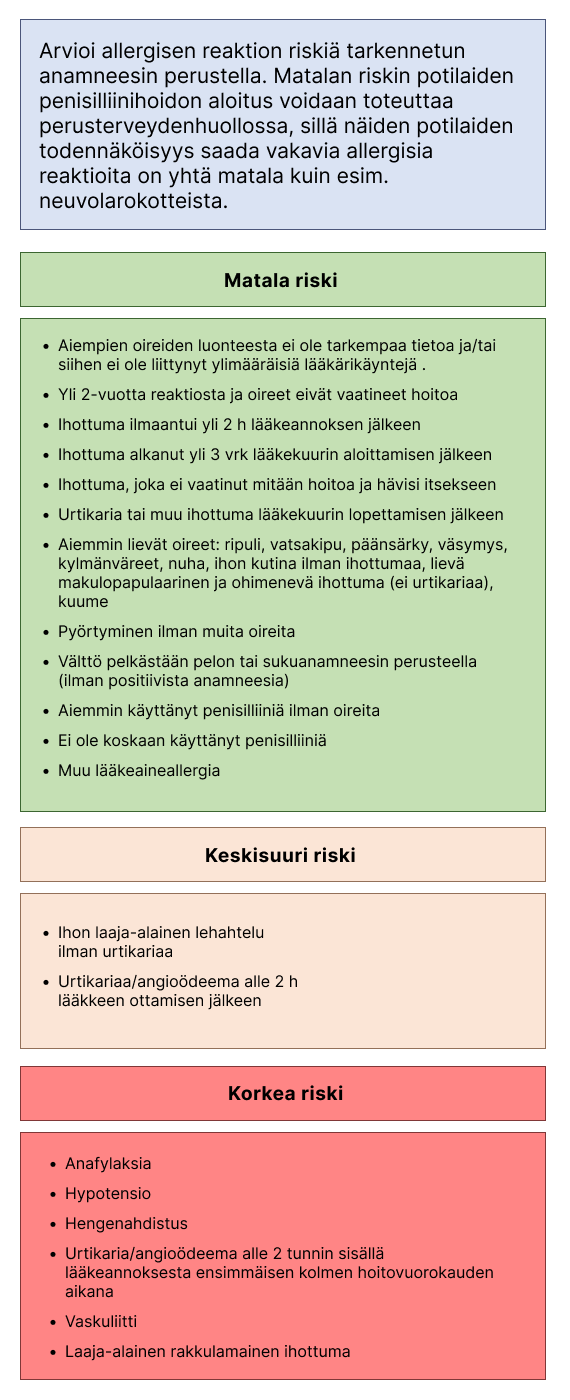 Arvioi allergisen reaktion riskiä tarkennetun
anamneesin perustella. Matalan riskin potilaiden
penisilliinihoidon aloitus voidaan toteuttaa
perusterveydenhuollossa, sillä näiden potilaiden
todennäköisyys saada vakavia allergisia
reaktioita on yhtä matala kuin esim.
neuvolarokotteista.
Matala riski
• Aiempien oireiden luonteesta ei ole tarkempaa tietoa ja/tai
siihen ei ole liittynyt ylimääräisiä lääkärikäyntejä .
• Yli 2-vuotta reaktiosta ja oireet eivät vaatineet hoitoa
• Ihottuma ilmaantui yli 2 h lääkeannoksen jälkeen
• Ihottuma alkanut yli 3 vrk lääkekuurin aloittamisen jälkeen
• Ihottuma, joka ei vaatinut mitään hoitoa ja hävisi itsekseen
• Urtikaria tai muu ihottuma lääkekuurin lopettamisen jälkeen
• Aiemmin lievät oireet: ripuli, vatsakipu, päänsärky, väsymys,
kylmänväreet, nuha, ihon kutina ilman ihottumaa, lievä
makulopapulaarinen ja ohimenevä ihottuma (ei urtikariaa),
kuume
• Pyörtyminen ilman muita oireita
• Välttö pelkästään pelon tai sukuanamneesin perusteella
(ilman positiivista anamneesia)
• Aiemmin käyttänyt penisilliiniä ilman oireita
• Ei ole koskaan käyttänyt penisilliiniä
• Muu lääkeaineallergia
Keskisuuri riski
• Ihon laaja-alainen lehahtelu
ilman urtikariaa
• Urtikariaa/angioödeema alle 2 h
lääkkeen ottamisen jälkeen
Korkea riski
• Anafylaksia
• Hypotensio
• Hengenahdistus
• Urtikaria/angioödeema alle 2 tunnin sisällä
lääkeannoksesta ensimmäisen kolmen hoitovuorokauden
aikana
• Vaskuliitti
• Laaja-alainen rakkulamainen ihottuma